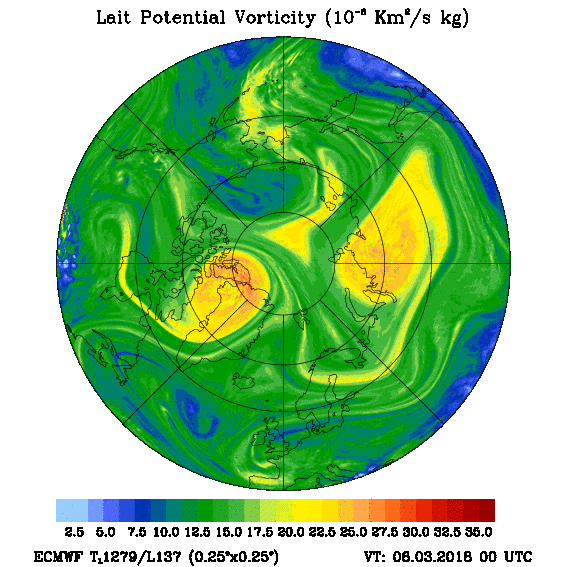 Lait Potential Vorticity (10⁻⁸ Km²/s kg)
2.5 5.0 7.5 10.0 12.5 15.0 17.5 20.0 22.5 25.0 27.5 30.0 32.5 35.0
ECMWF TL1279/L137 (0.25°x0.25°) VT: 06.03.2018 00 UTC